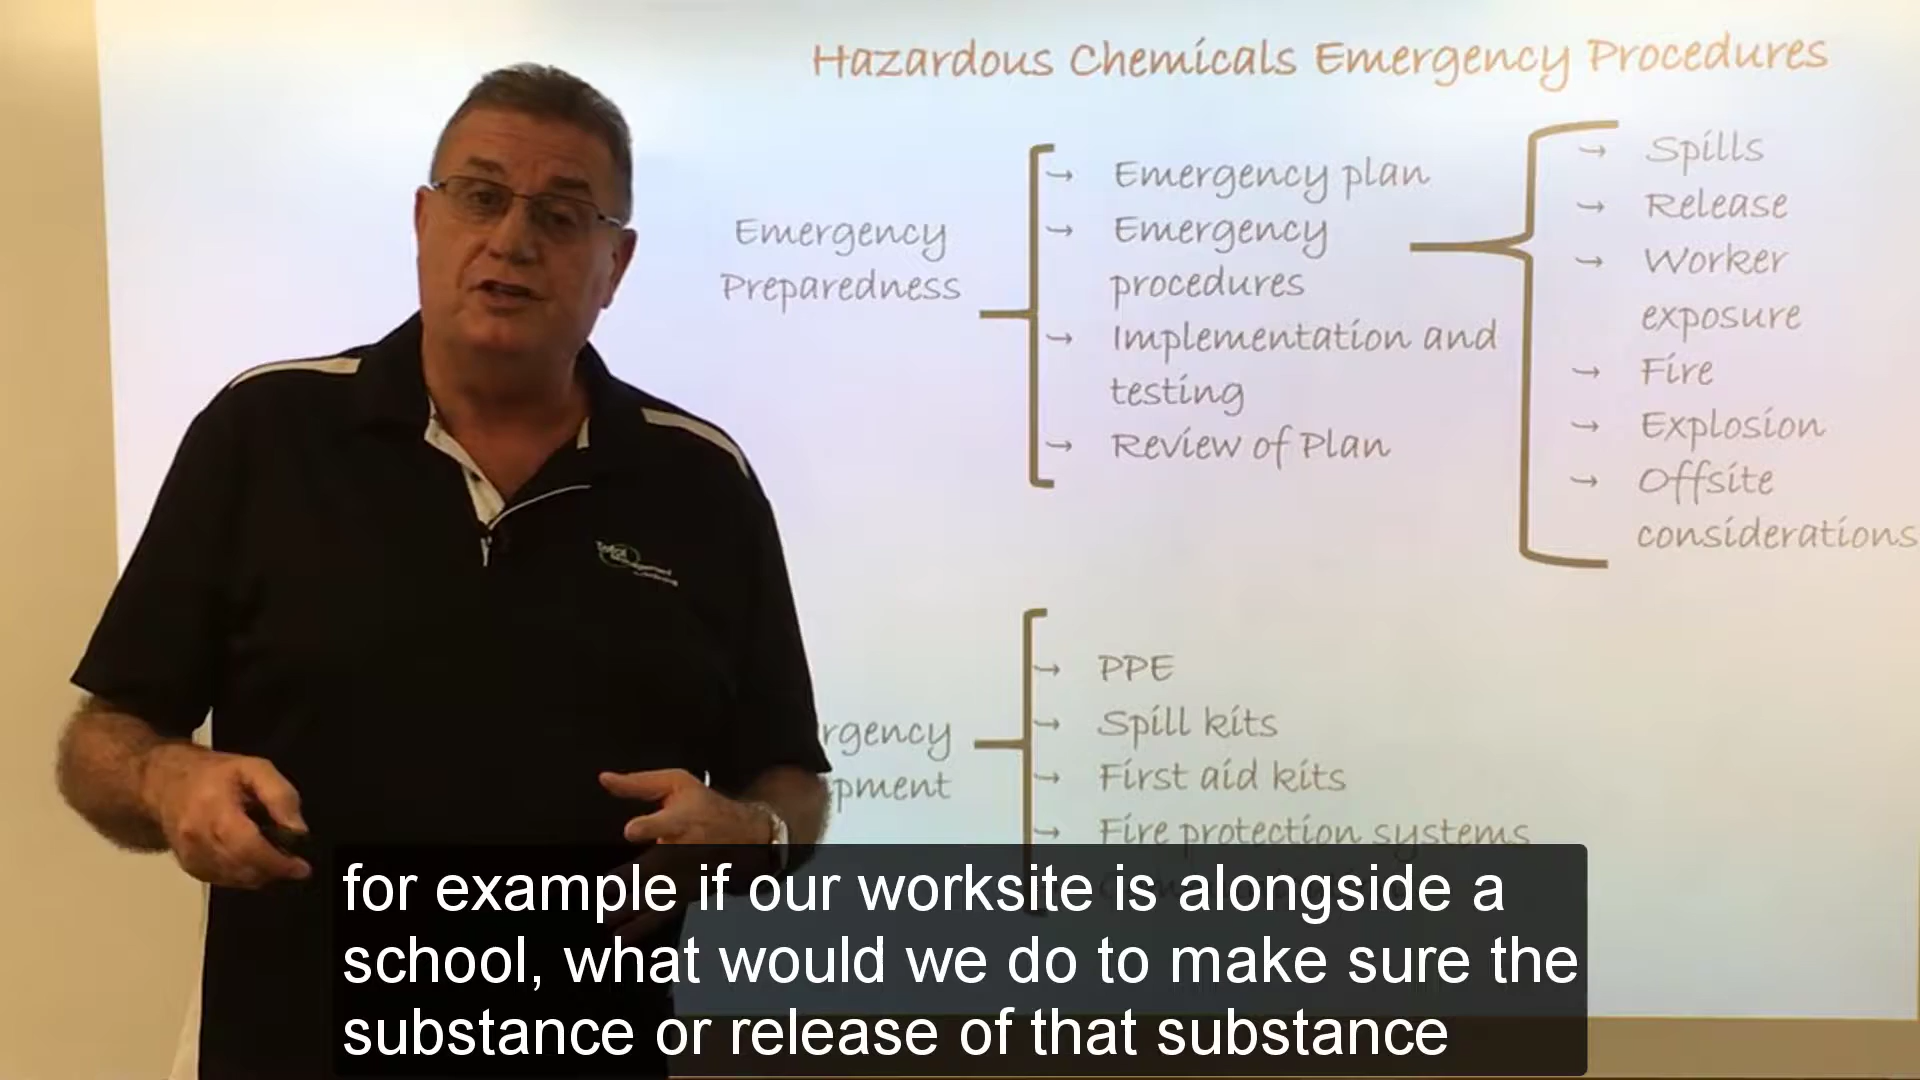 Hazardous Chemicals Emergency Procedures
Emergency
Preparedness
→ Emergency plan
→ Emergency
procedures
→ Implementation and
testing
→ Review of Plan
→ Spills
→ Release
→ Worker
exposure
→ Fire
→ Explosion
→ Offsite
considerations
rgency
pment
→ PPE
→ Spill kits
→ First aid kits
→ Fire protection systems
Total
Management
for example if our worksite is alongside a
school, what would we do to make sure the
substance or release of that substance